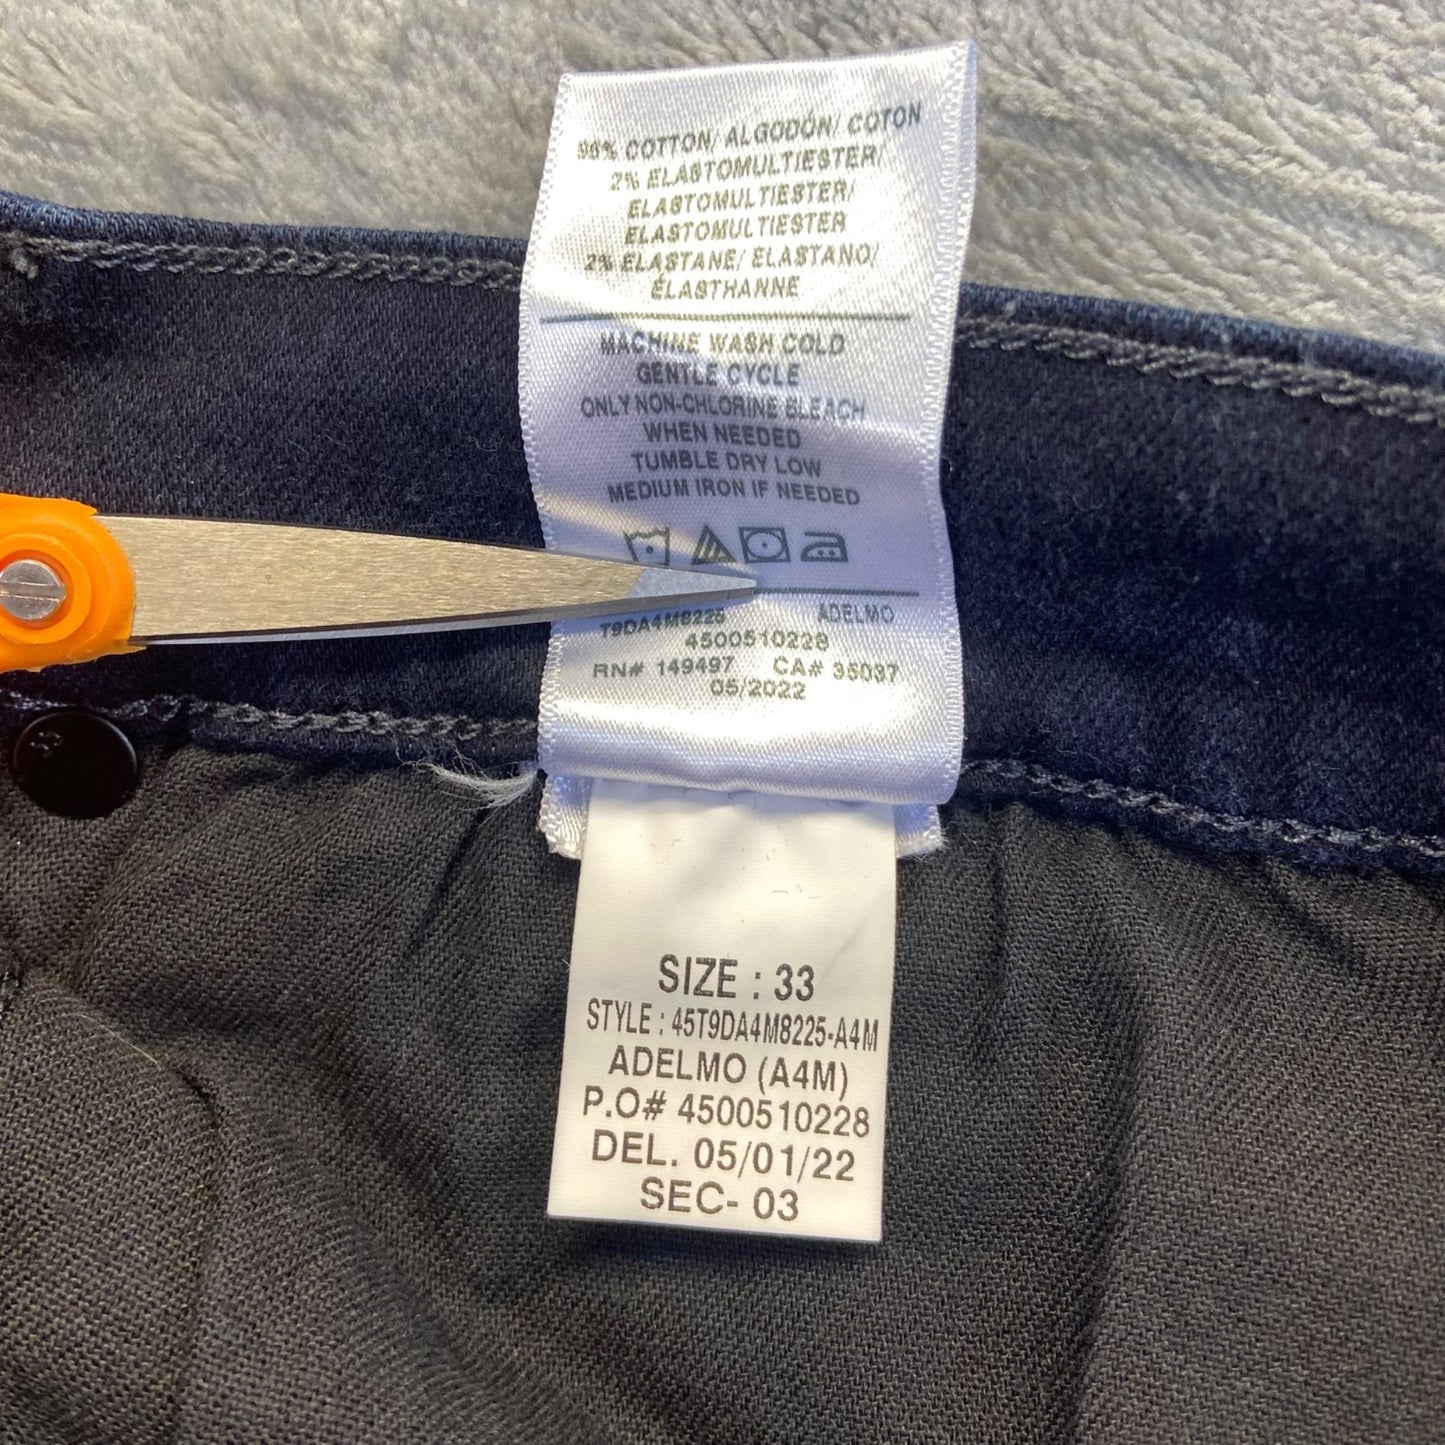 96% COTTON/ ALGODÓN/ COTON
2% ELASTOMULTIESTER/
ELASTOMULTIESTER/
ELASTOMULTIESTER
2% ELASTANE/ ELASTANO/
ÉLASTHANNE
MACHINE WASH COLD
GENTLE CYCLE
ONLY NON-CHLORINE BLEACH
WHEN NEEDED
TUMBLE DRY LOW
MEDIUM IRON IF NEEDED
T9DA4M8225 ADELMO
4500510228
RN# 149497 CA# 35037
05/2022
SIZE : 33
STYLE : 45T9DA4M8225-A4M
ADELMO (A4M)
P.O# 4500510228
DEL. 05/01/22
SEC- 03